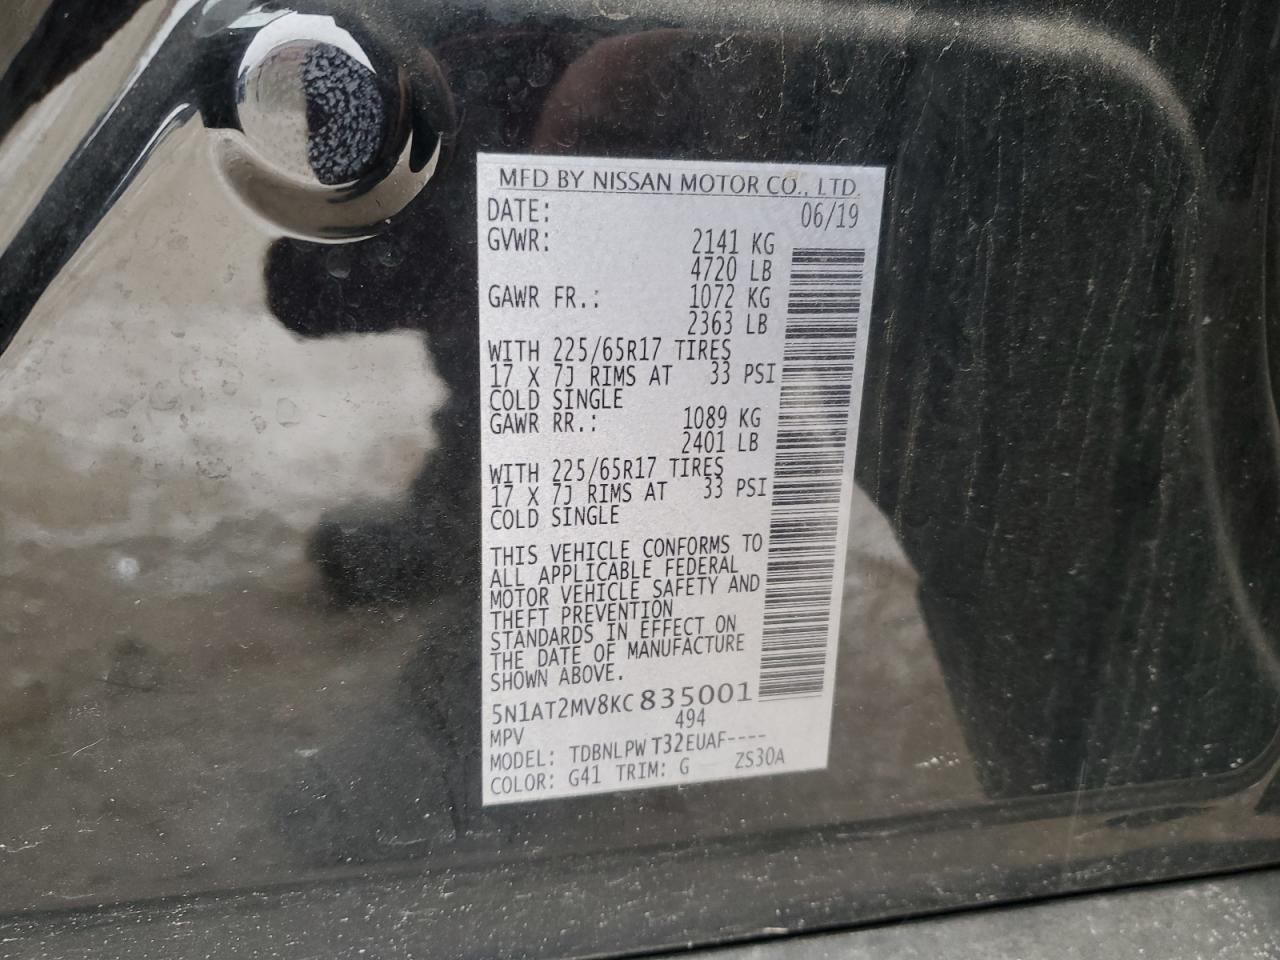 MFD BY NISSAN MOTOR CO., LTD.
DATE: 06/19
GVWR: 2141 KG
4720 LB
GAWR FR.: 1072 KG
2363 LB
WITH 225/65R17 TIRES
17 X 7J RIMS AT 33 PSI
COLD SINGLE
GAWR RR.: 1089 KG
2401 LB
WITH 225/65R17 TIRES
17 X 7J RIMS AT 33 PSI
COLD SINGLE
THIS VEHICLE CONFORMS TO
ALL APPLICABLE FEDERAL
MOTOR VEHICLE SAFETY AND
THEFT PREVENTION
STANDARDS IN EFFECT ON
THE DATE OF MANUFACTURE
SHOWN ABOVE.
5N1AT2MV8KC835001
MPV 494
MODEL: TDBNLPW T32EUAF----
COLOR: G41 TRIM: G ZS30A